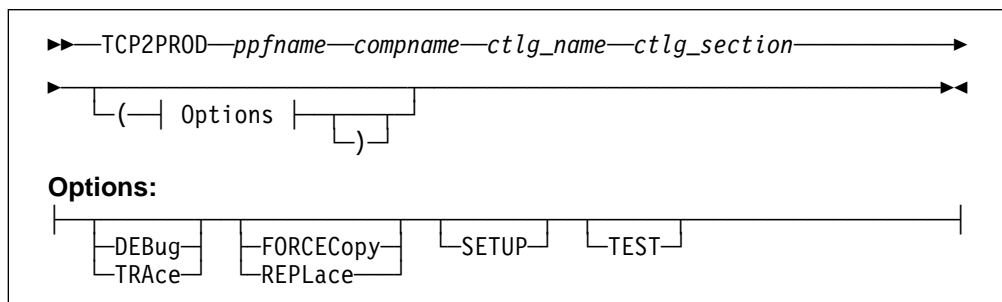 TCP2PROD ppfname compname ctlg_name ctlg_section
( Options )
Options:
DEBug FORCECopy SETUP TEST
TRAce REPLace